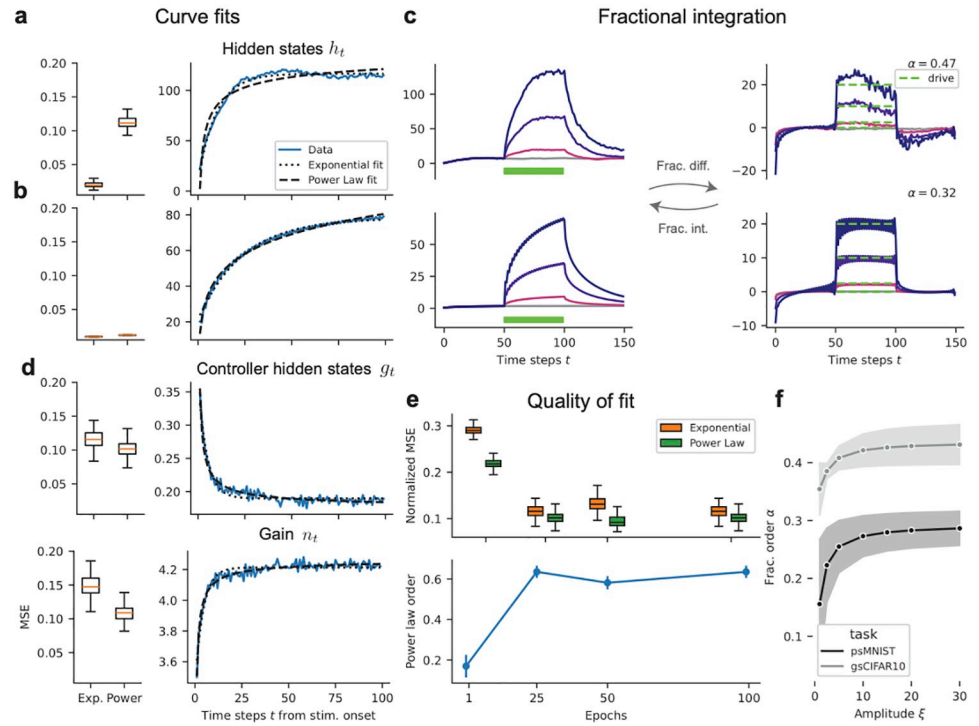 a
Curve fits
c
Fractional integration
Hidden states h_t
0.20
0.15
0.10
0.05
100
50
0
Data
Exponential fit
Power Law fit
100
50
0
α = 0.47
drive
20
0
−20
Frac. diff.
Frac. int.
b
0.20
0.15
0.10
0.05
80
60
40
20
50
25
0
0 50 100 150
Time steps t
α = 0.32
20
10
0
−10
0 50 100 150
Time steps t
d
Controller hidden states g_t
0.20
0.15
0.10
0.05
0.35
0.30
0.25
0.20
e
Quality of fit
Exponential
Power Law
Normalized MSE
0.3
0.2
0.1
f
Frac. order α
0.4
0.3
0.2
0.1
task
psMNIST
gsCIFAR10
0 10 20 30
Amplitude ξ
Gain n_t
MSE
0.20
0.15
0.10
0.05
0.00
Exp. Power
4.2
4.0
3.8
3.6
0 25 50 75 100
Time steps t from stim. onset
Power law order
0.6
0.4
0.2
1 25 50 100
Epochs